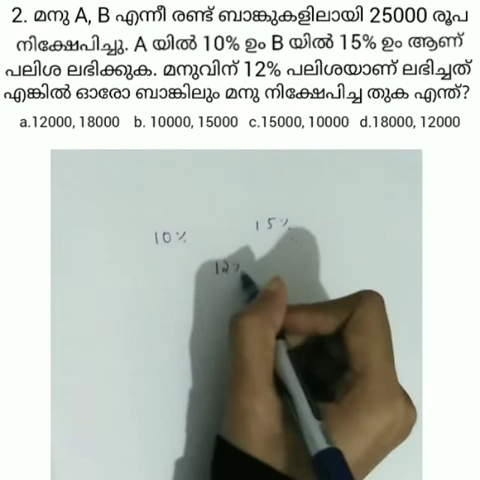 2. മനു A, B എന്നീ രണ്ട് ബാങ്കുകളിലായി 25000 രൂപ
നിക്ഷേപിച്ചു. A യിൽ 10% ഉം B യിൽ 15% ഉം ആണ്
പലിശ ലഭിക്കുക. മനുവിന് 12% പലിശയാണ് ലഭിച്ചത്
എങ്കിൽ ഓരോ ബാങ്കിലും മനു നിക്ഷേപിച്ച തുക എന്ത്?
a.12000, 18000 b. 10000, 15000 c.15000, 10000 d.18000, 12000
15%
10%
12%